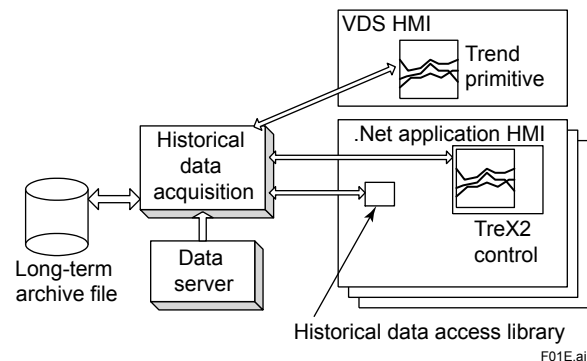 VDS HMI
Trend
primitive
.Net application HMI
Historical
data
acquisition
TreX2
control
Data
server
Long-term
archive file
Historical data access library
F01E.ai